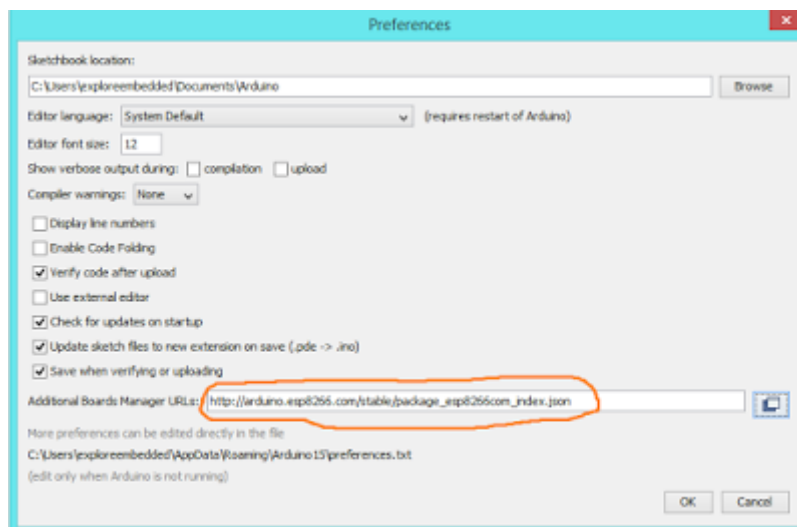 Preferences
Sketchbook location:
C:\Users\exploreembedded\Documents\Arduino Browse
Editor language: System Default (requires restart of Arduino)
Editor font size: 12
Show verbose output during: compilation upload
Compiler warnings: None
Display line numbers
Enable Code Folding
Verify code after upload
Use external editor
Check for updates on startup
Update sketch files to new extension on save (.pde -> .ino)
Save when verifying or uploading
Additional Boards Manager URLs: http://arduino.esp8266.com/stable/package_esp8266com_index.json
More preferences can be edited directly in the file
C:\Users\exploreembedded\AppData\Roaming\Arduino15\preferences.txt
(edit only when Arduino is not running)
OK Cancel